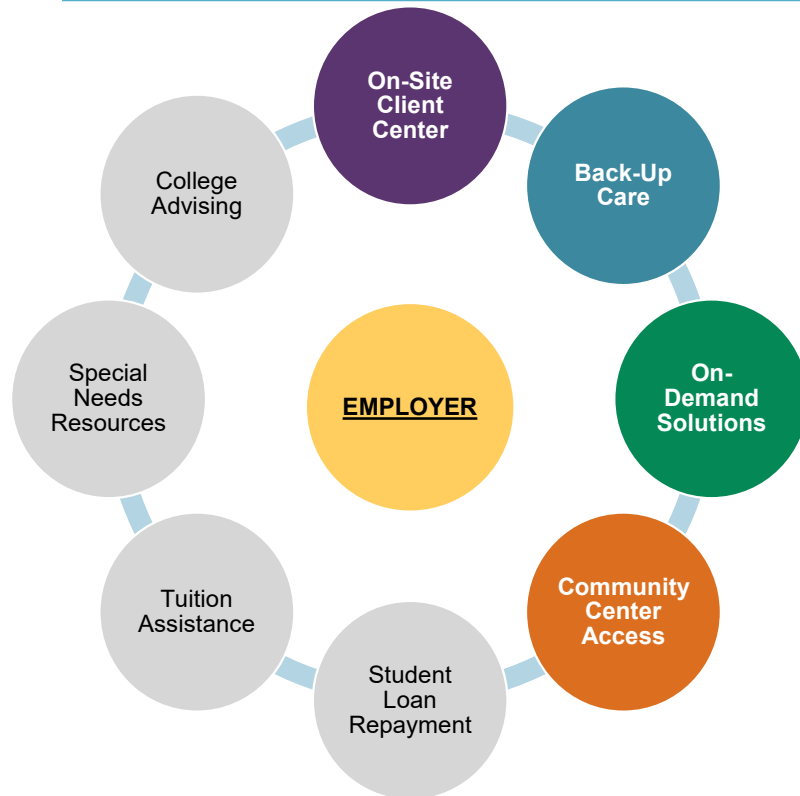 On-Site
Client
Center
Back-Up
Care
On-
Demand
Solutions
Community
Center
Access
Student
Loan
Repayment
Tuition
Assistance
Special
Needs
Resources
College
Advising
EMPLOYER